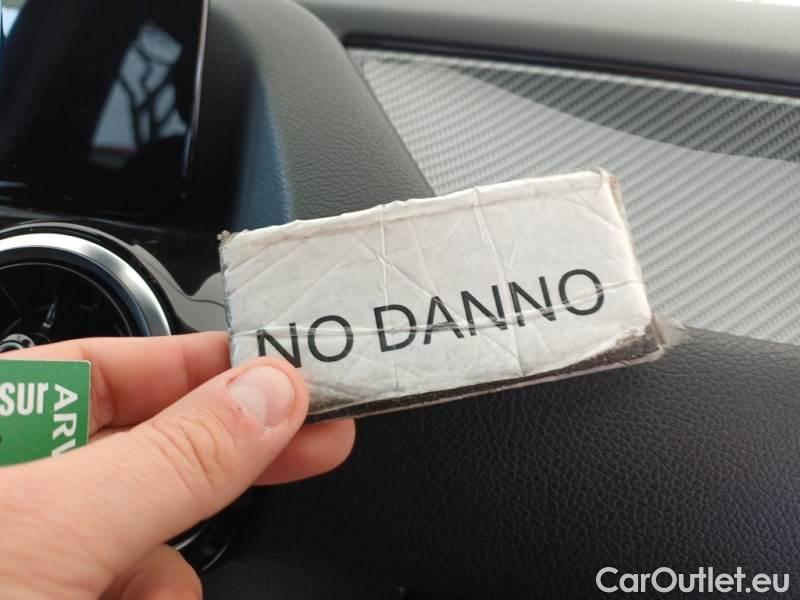 NO DANNO
sur
ARV
CarOutlet.eu